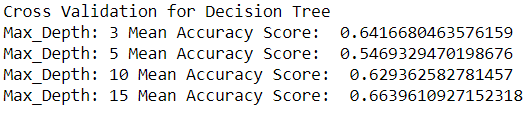 Cross Validation for Decision Tree
Max_Depth: 3 Mean Accuracy Score:  0.6416680463576159
Max_Depth: 5 Mean Accuracy Score:  0.5469329470198676
Max_Depth: 10 Mean Accuracy Score:  0.629362582781457
Max_Depth: 15 Mean Accuracy Score:  0.6639610927152318